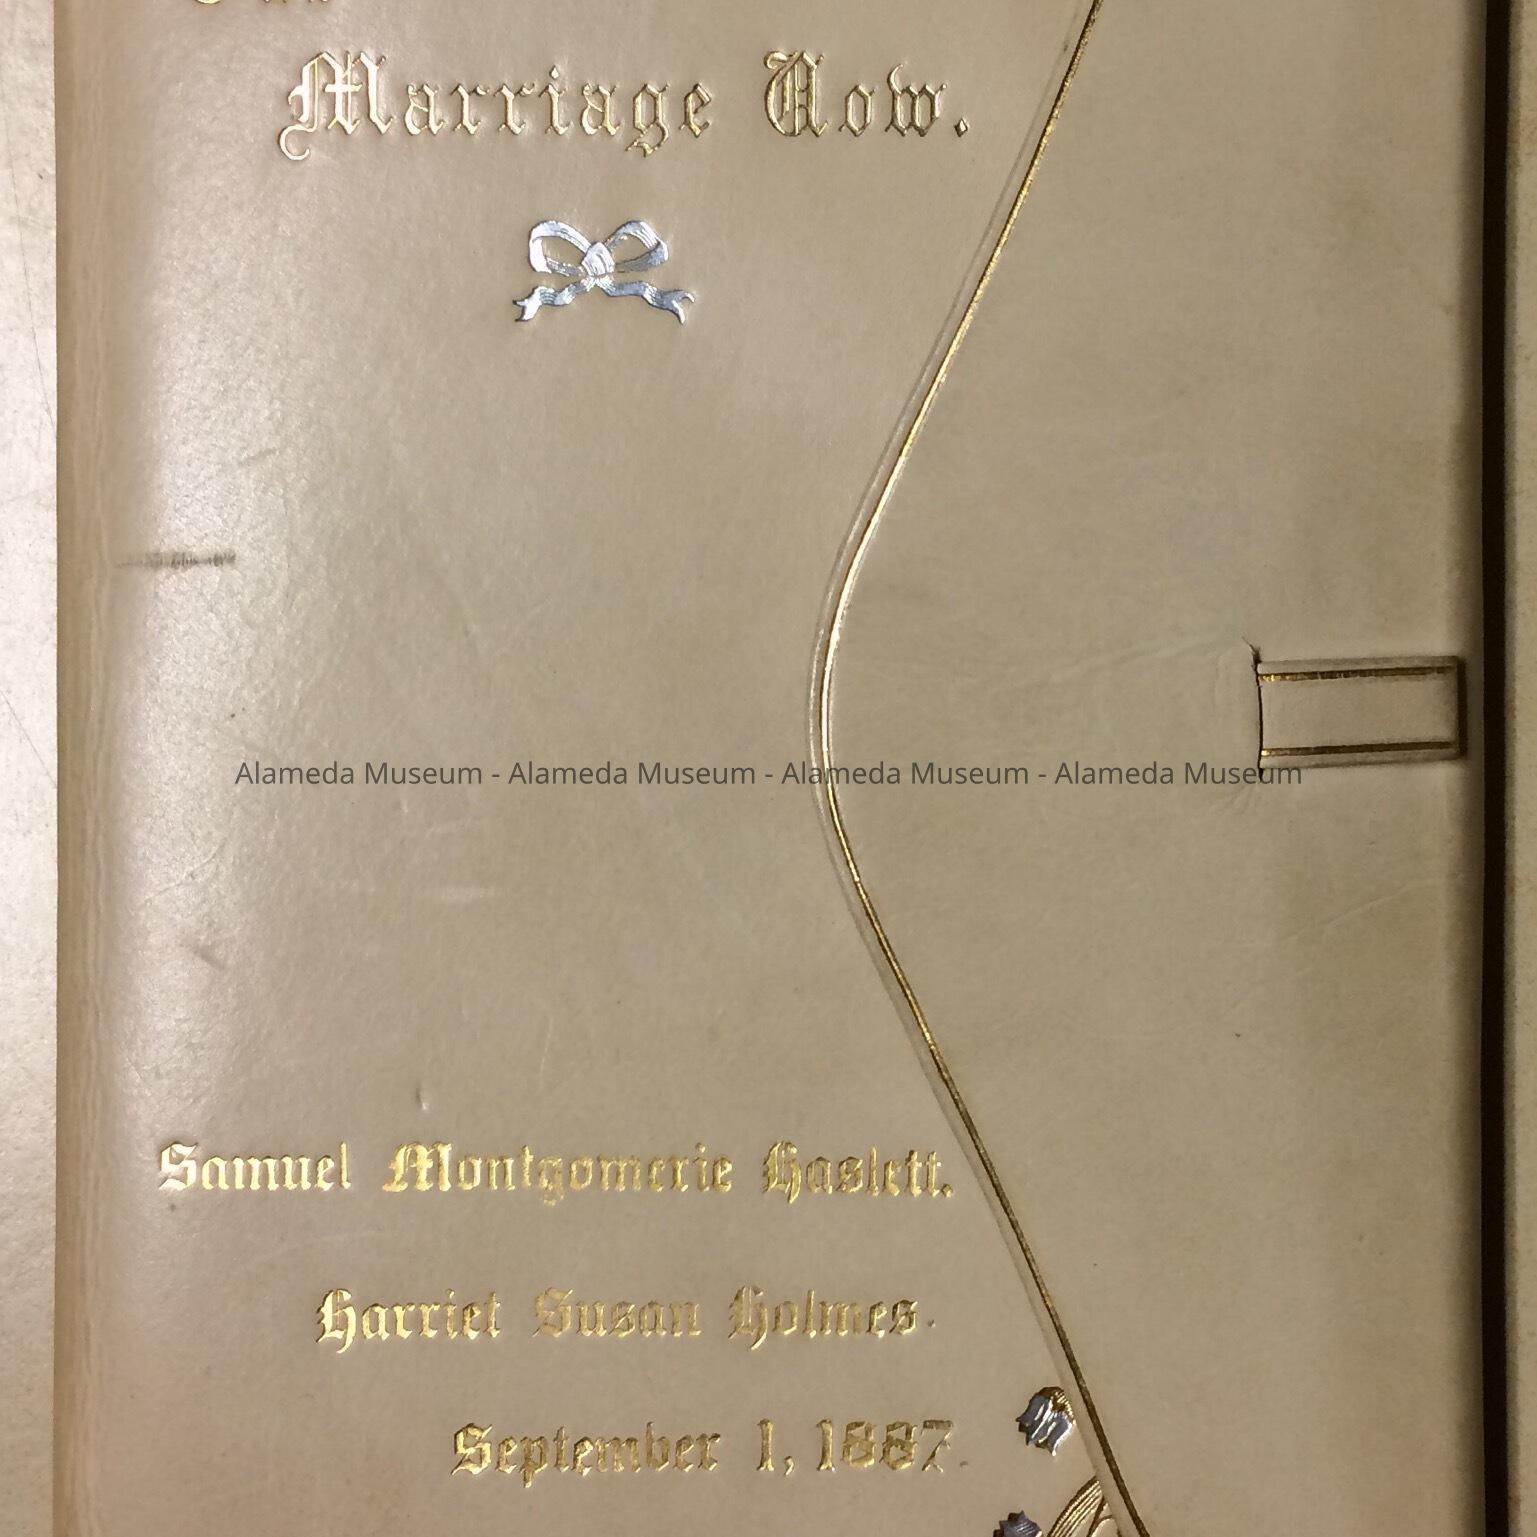 Marriage Vow.
Alameda Museum - Alameda Museum - Alameda Museum - Alameda Museum
Samuel Montgomerie Haslett.
Harriet Susan Holmes.
September 1, 1887.